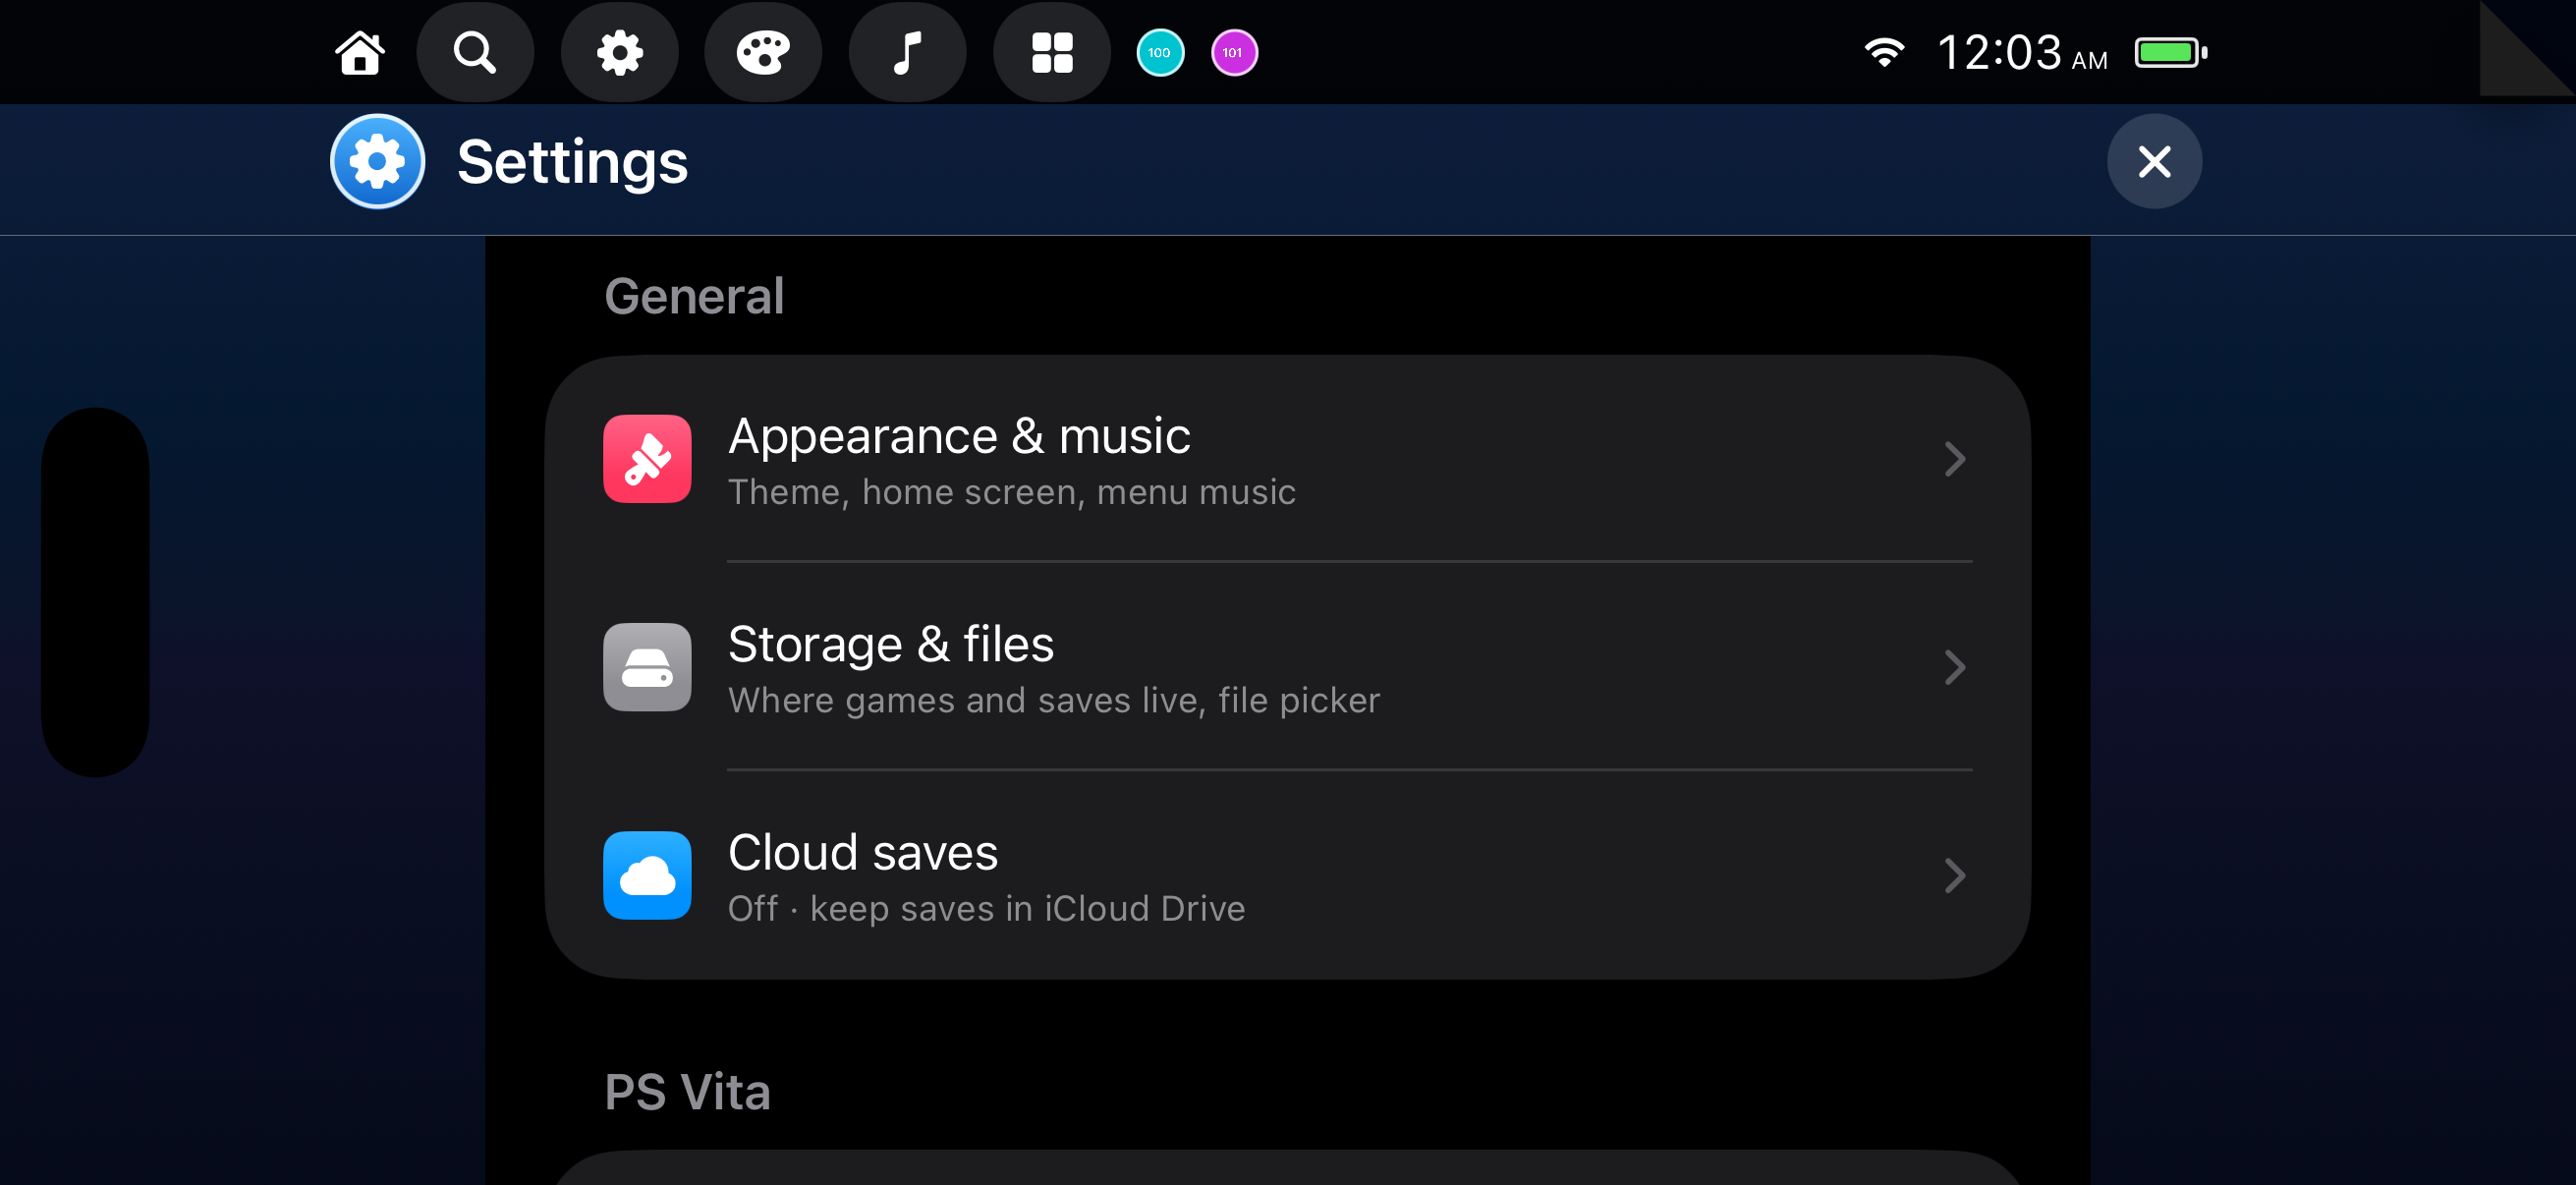 100 101 12:03 AM
Settings
General
Appearance & music
Theme, home screen, menu music
Storage & files
Where games and saves live, file picker
Cloud saves
Off · keep saves in iCloud Drive
PS Vita